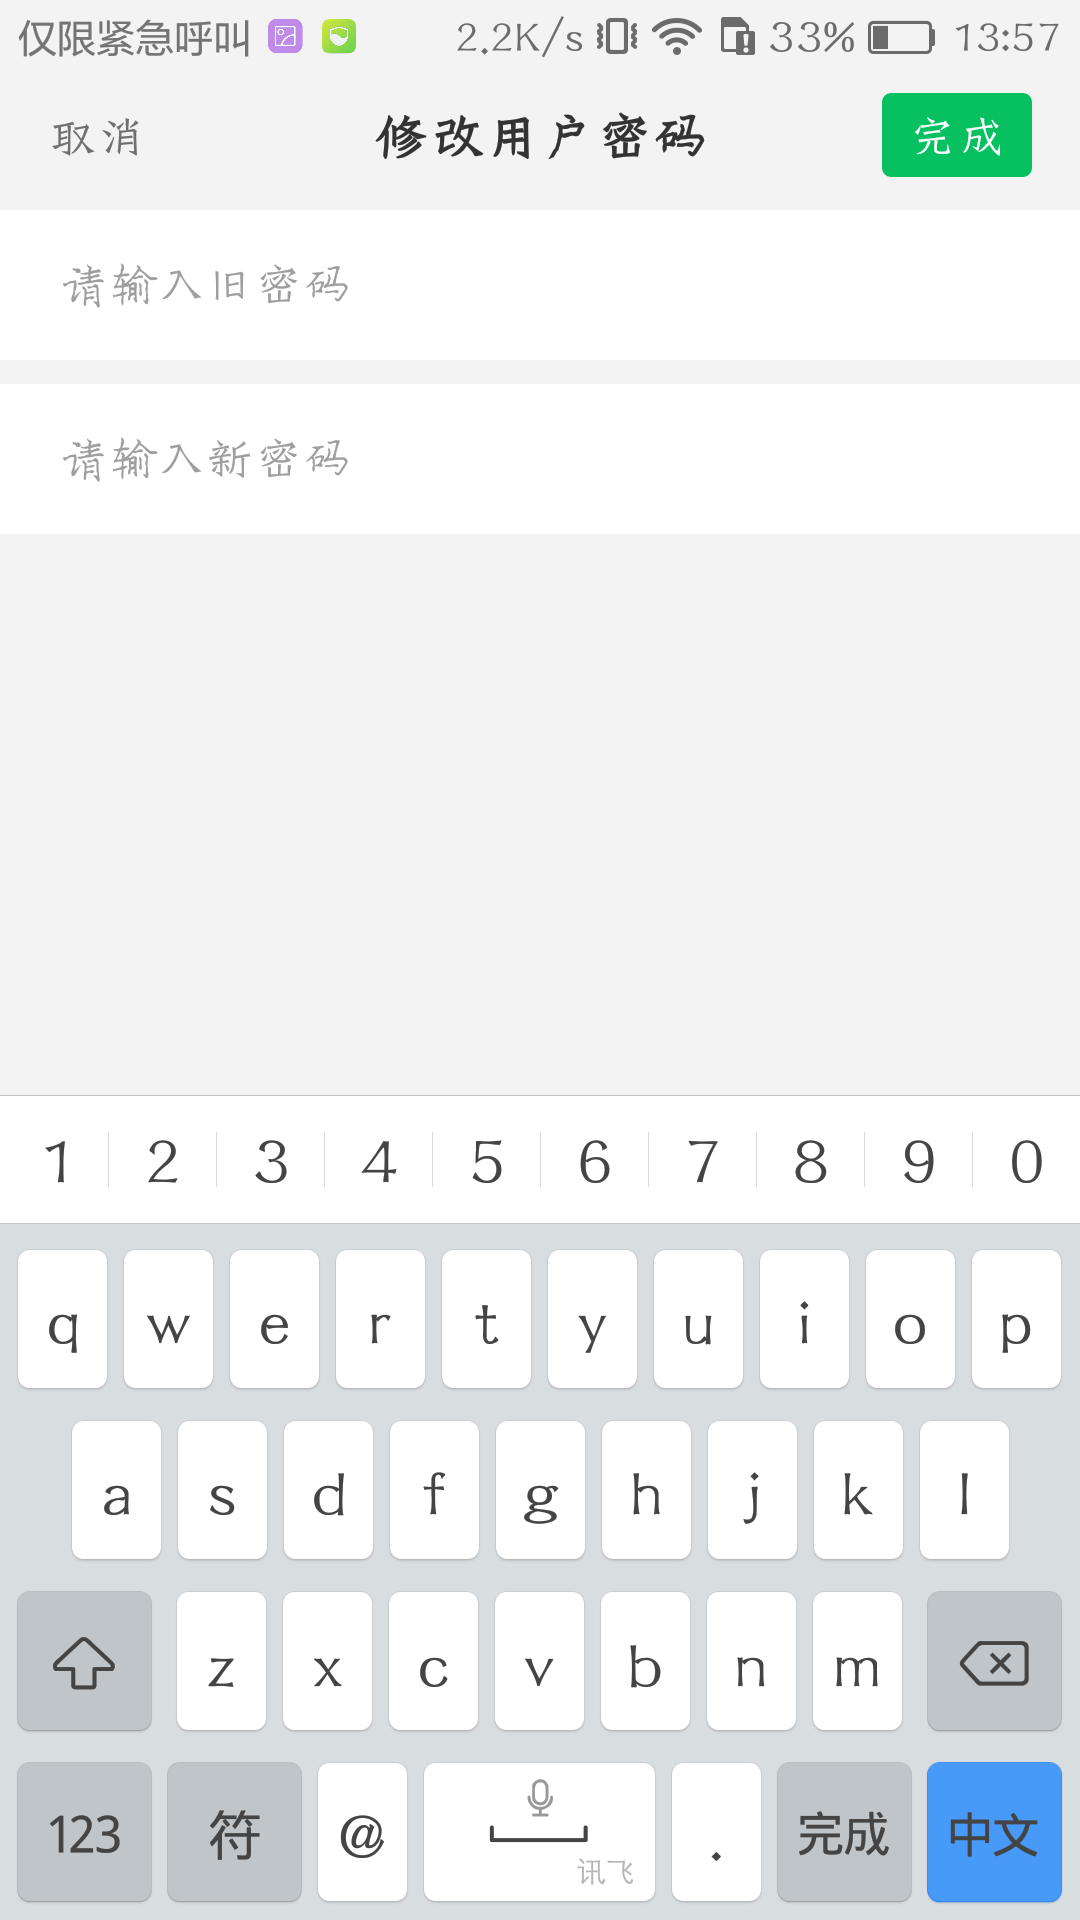 仅限紧急呼叫 2.2K/s 33% 13:57
取消 修改用户密码 完成
请输入旧密码
请输入新密码
1 2 3 4 5 6 7 8 9 0
q w e r t y u i o p
a s d f g h j k l
z x c v b n m
123 符 @ 讯飞 . 完成 中文